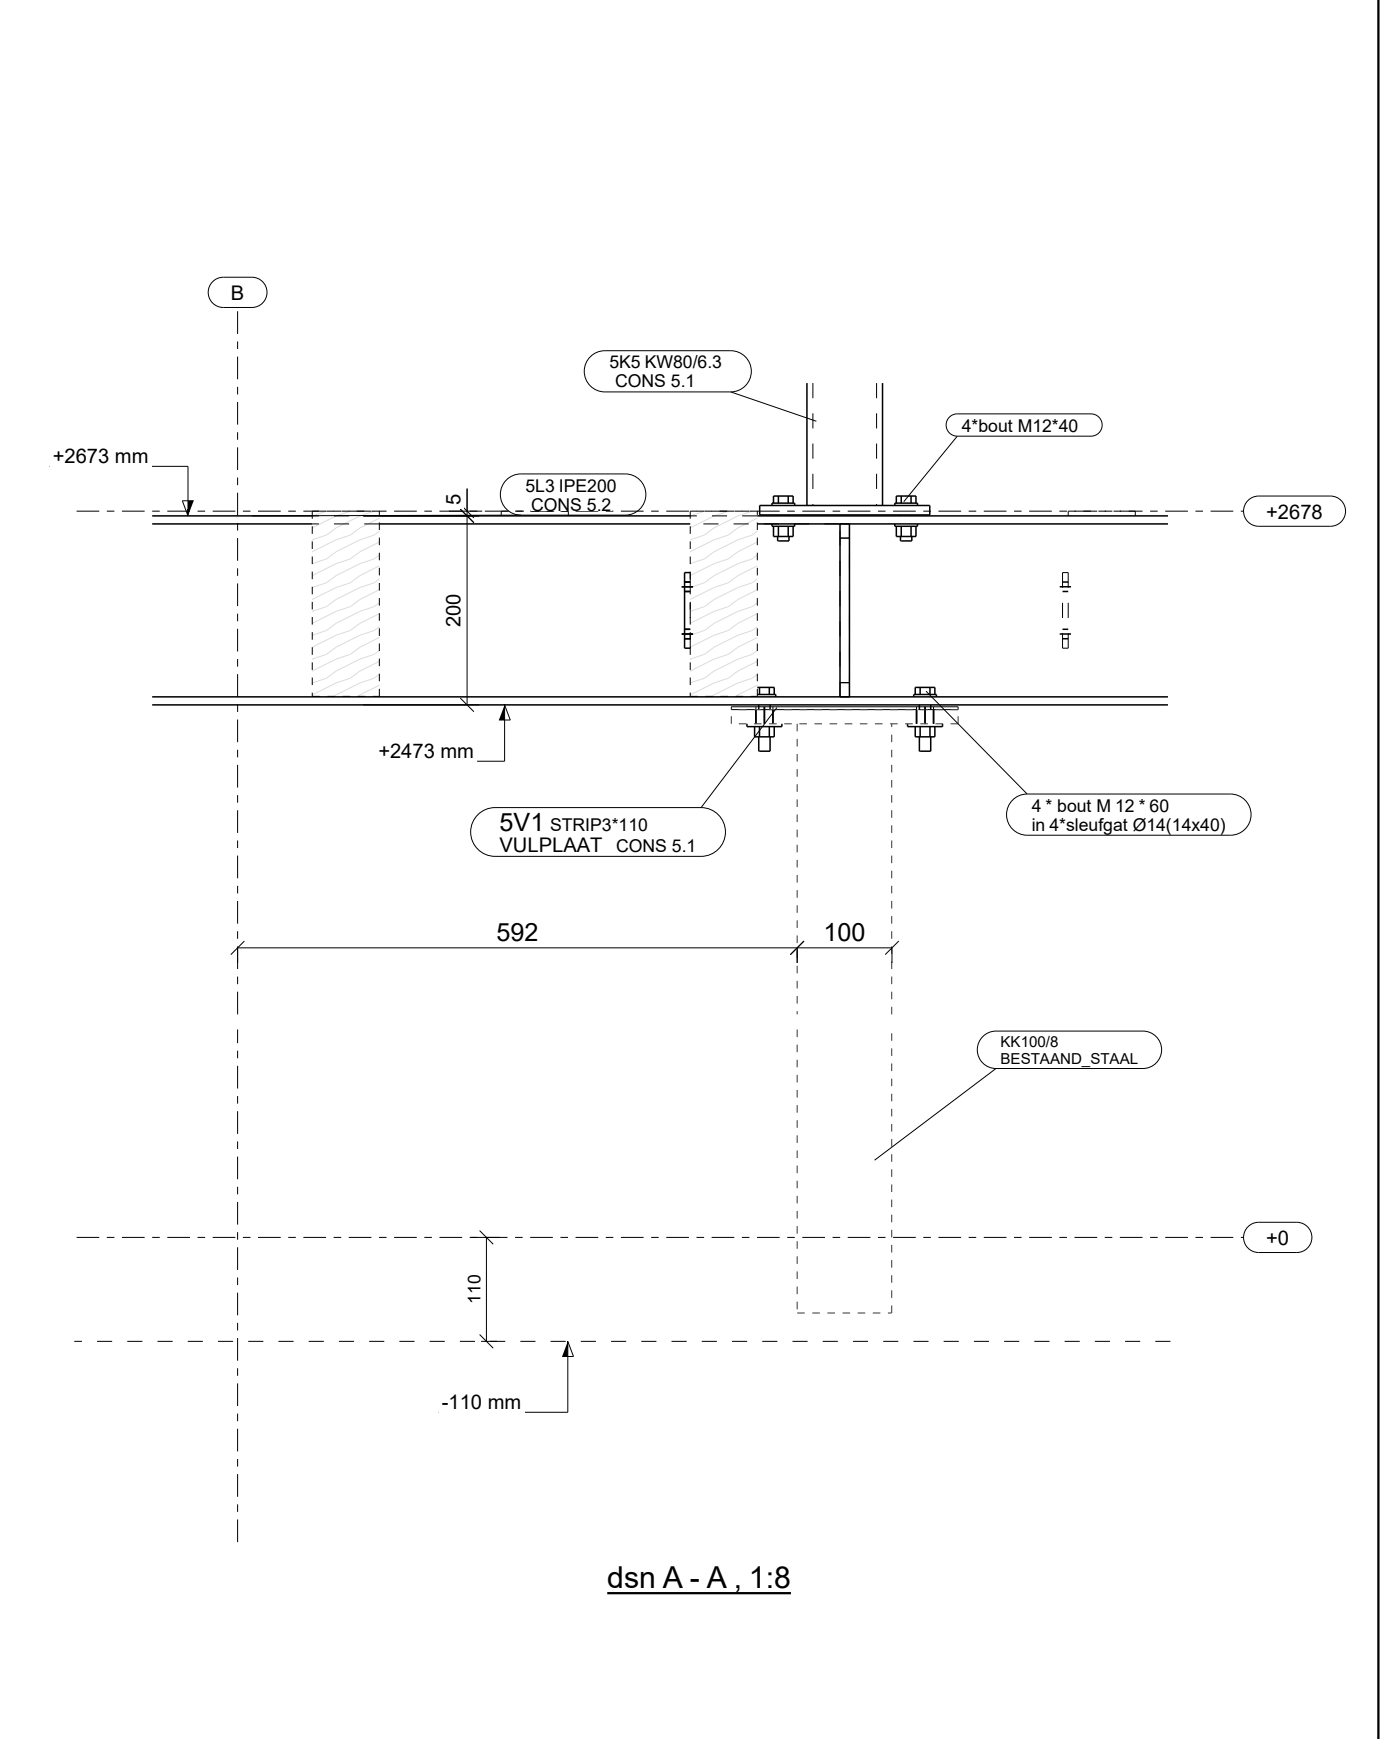 B
5K5 KW80/6.3
CONS 5.1
4*bout M12*40
+2673 mm
5L3 IPE200
CONS 5.2
5
+2678
200
+2473 mm
5V1 STRIP3*110
VULPLAAT CONS 5.1
4 * bout M 12 * 60
in 4*sleufgat Ø14(14x40)
592
100
KK100/8
BESTAAND_STAAL
+0
110
-110 mm
dsn A - A , 1:8